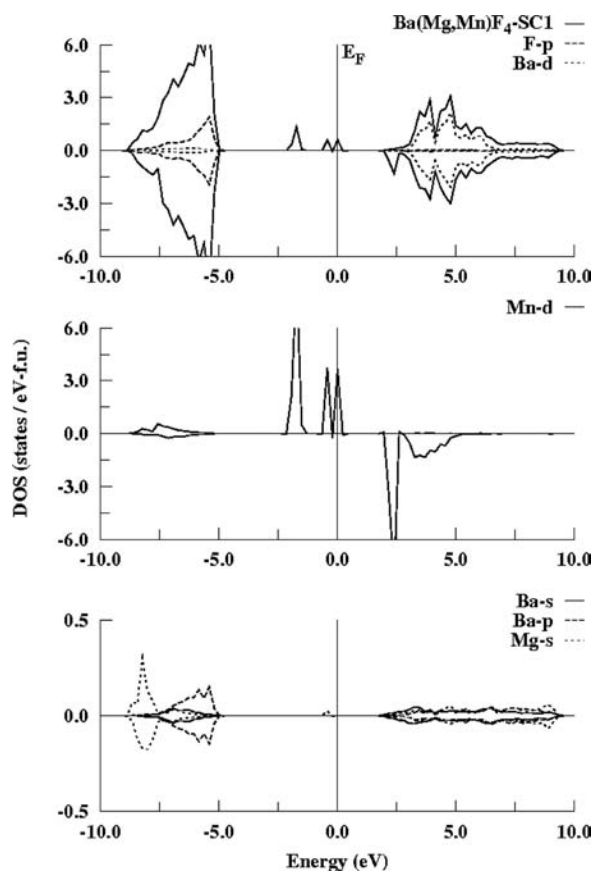 Ba(Mg,Mn)F4-SC1
F-p
Ba-d
EF
6.0
3.0
0.0
-3.0
-6.0
-10.0 -5.0 0.0 5.0 10.0
Mn-d
6.0
3.0
0.0
-3.0
-6.0
-10.0 -5.0 0.0 5.0 10.0
DOS (states / eV-f.u.)
Ba-s
Ba-p
Mg-s
0.5
0.0
-0.5
-10.0 -5.0 0.0 5.0 10.0
Energy (eV)